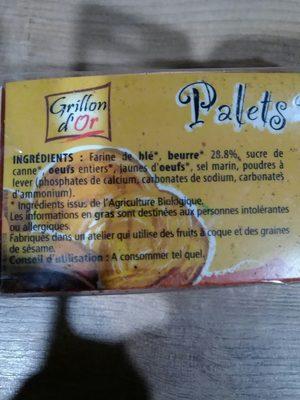 Grillon
d'Or
Palets
INGRÉDIENTS : Farine de blé*, beurre* 28.8%, sucre de
canne*, oeufs entiers*, jaunes d'oeufs*, sel marin, poudres à
lever (phosphates de calcium, carbonates de sodium, carbonates
d'ammonium).
* Ingrédients issus de l'Agriculture Biologique.
Les informations en gras sont destinées aux personnes intolérantes
ou allergiques.
Fabriqués dans un atelier qui utilise des fruits à coque et des graines
de sésame.
Conseil d'utilisation : A consommer tel quel.